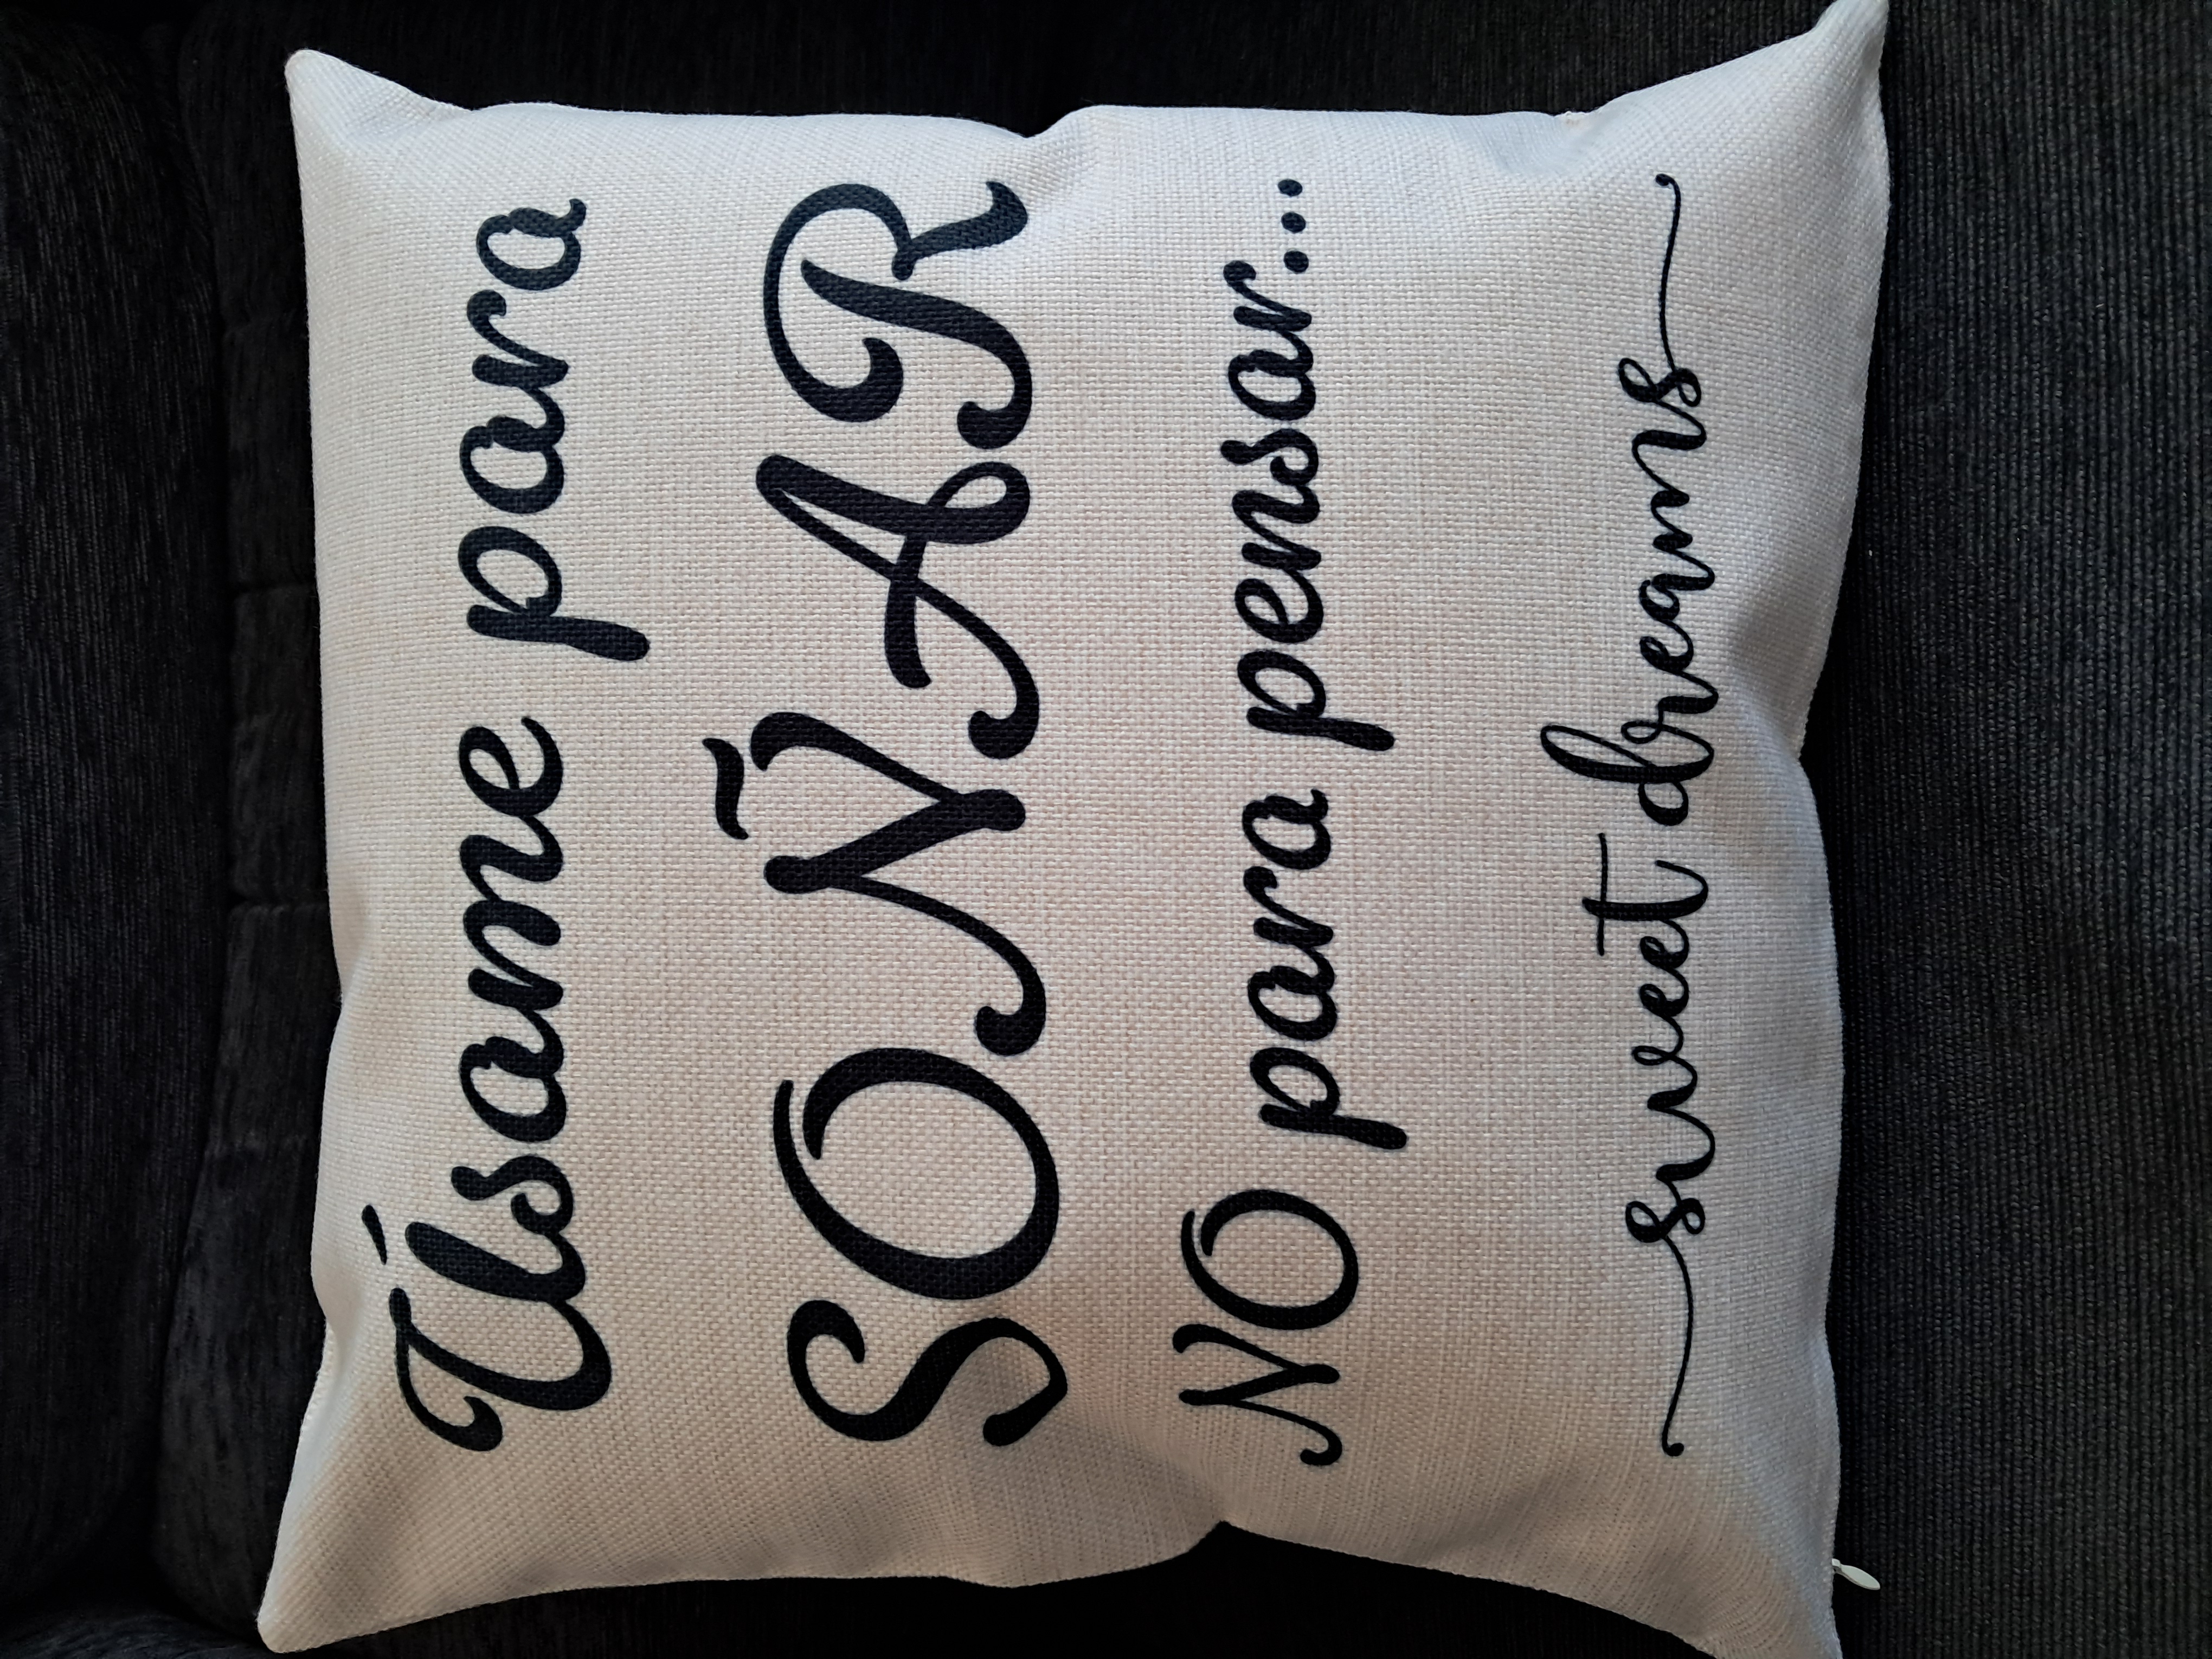 Úsame para
SOÑAR
NO para pensar...
sweet dreams